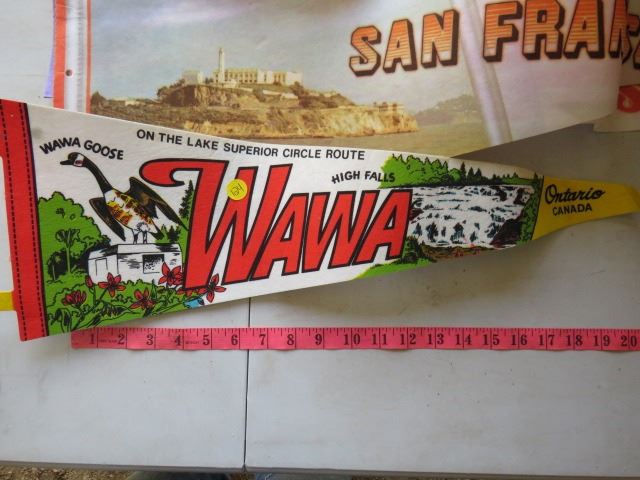 SAN FRAN
WAWA GOOSE
ON THE LAKE SUPERIOR CIRCLE ROUTE
HIGH FALLS
WAWA
Ontario
CANADA
1 2 3 4 5 6 7 8 9 10 11 12 13 14 15 16 17 18 19 20